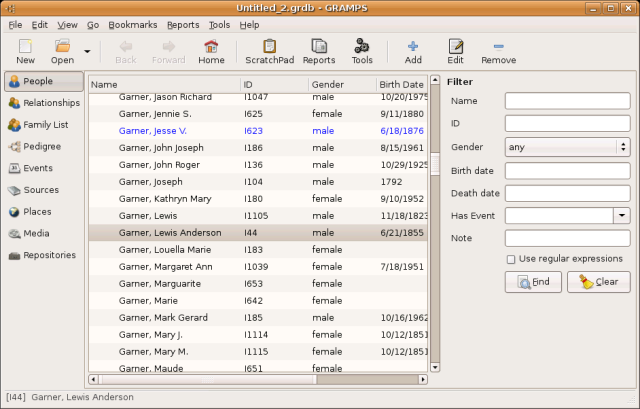 Untitled_2.grdb - GRAMPS
File Edit View Go Bookmarks Reports Tools Help
New Open Back Forward Home ScratchPad Reports Tools Add Edit Remove
People
Relationships
Family List
Pedigree
Events
Sources
Places
Media
Repositories
Name ID Gender Birth Date
Garner, Jason Richard I1047 male 10/20/1975
Garner, Jennie S. I625 female 9/11/1880
Garner, Jesse V. I623 male 6/18/1876
Garner, John Joseph I186 male 8/15/1961
Garner, John Roger I136 male 10/29/1925
Garner, Joseph I104 male 1792
Garner, Kathryn Mary I180 female 9/10/1952
Garner, Lewis I1105 male 11/18/1823
Garner, Lewis Anderson I44 male 6/21/1855
Garner, Louella Marie I183 female
Garner, Margaret Ann I1039 female 7/18/1951
Garner, Marguarite I653 female
Garner, Marie I642 female
Garner, Mark Gerard I185 male 10/16/1962
Garner, Mary J. I1114 female 10/12/1851
Garner, Mary M. I1115 female 10/12/1851
Garner, Maude I651 female
Filter
Name
ID
Gender any
Birth date
Death date
Has Event
Note
Use regular expressions
Find Clear
[I44] Garner, Lewis Anderson